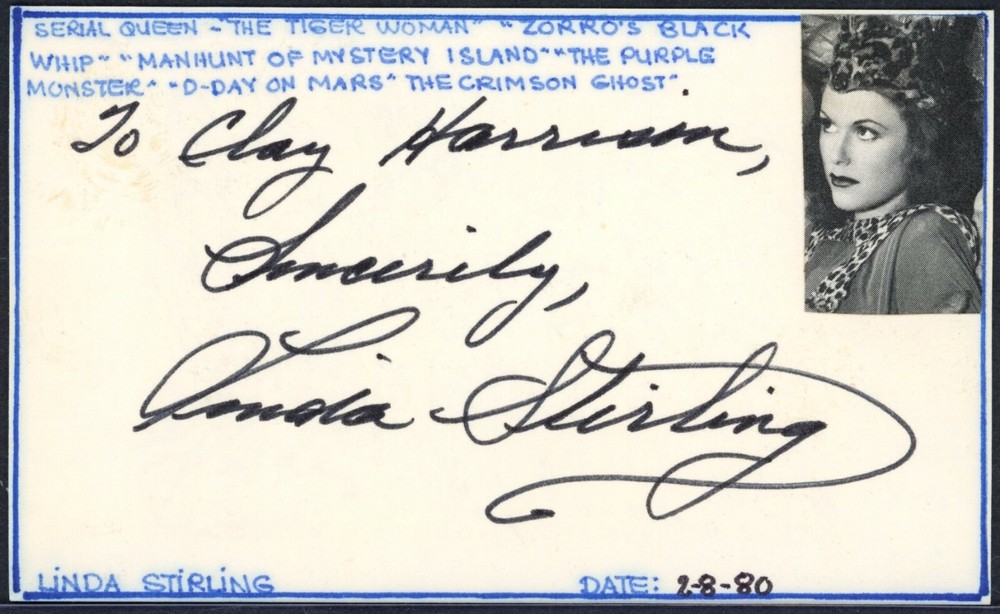 SERIAL QUEEN - "THE TIGER WOMAN" "ZORRO'S BLACK
WHIP" "MANHUNT OF MYSTERY ISLAND" "THE PURPLE
MONSTER" "D-DAY ON MARS" THE CRIMSON GHOST"
To Clay Harrison,
Sincerily,
Linda Stirling
LINDA STIRLING DATE: 2-8-80